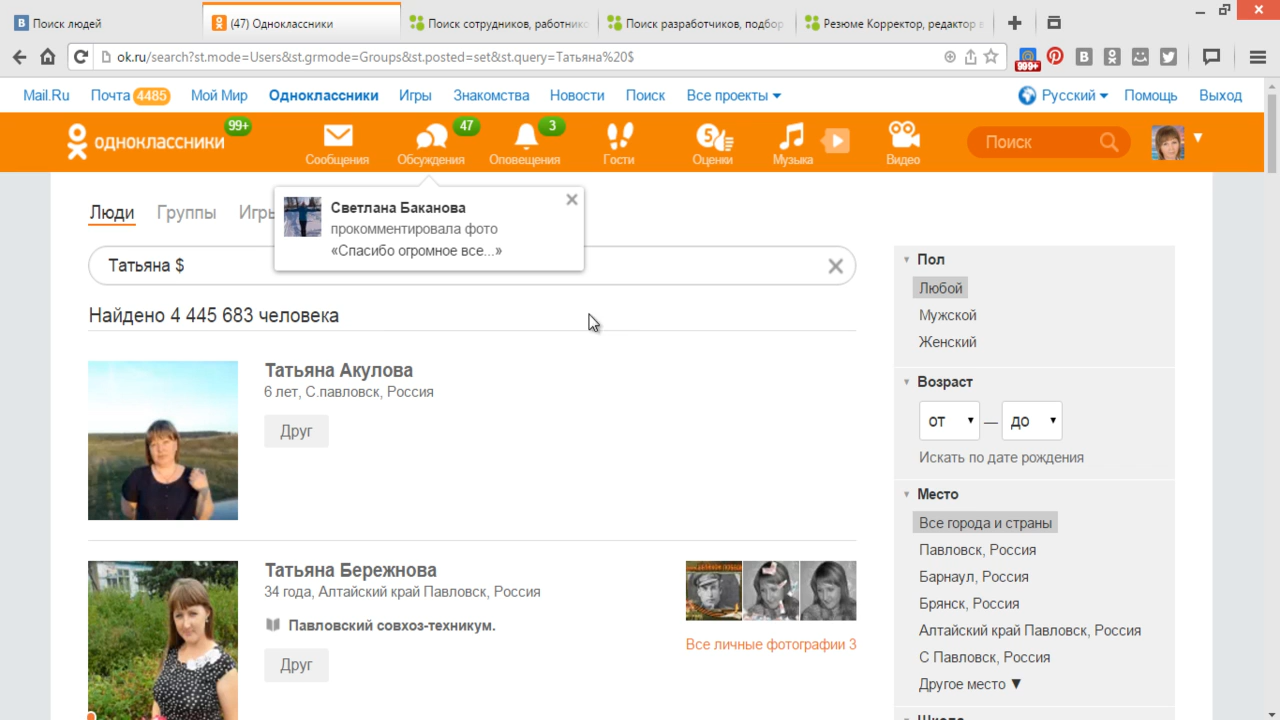 Поиск людей
(47) Одноклассники
Поиск сотрудников, работник
Поиск разработчиков, подбор
Резюме Корректор, редактор в
ok.ru/search?st.mode=Users&st.grmode=Groups&st.posted=set&st.query=Татьяна%20$
999+
Mail.Ru Почта 4485 Мой Мир Одноклассники Игры Знакомства Новости Поиск Все проекты Русский Помощь Выход
одноклассники 99+
Сообщения
Обсуждения 47
Оповещения 3
Гости
5 Оценки
Музыка
Видео
Поиск
Светлана Баканова
прокомментировала фото
«Спасибо огромное все...»
Люди Группы Игры
Татьяна $
Найдено 4 445 683 человека
Татьяна Акулова
6 лет, С.павловск, Россия
Друг
Татьяна Бережнова
34 года, Алтайский край Павловск, Россия
Павловский совхоз-техникум.
Друг
Все личные фотографии 3
Пол
Любой
Мужской
Женский
Возраст
от — до
Искать по дате рождения
Место
Все города и страны
Павловск, Россия
Барнаул, Россия
Брянск, Россия
Алтайский край Павловск, Россия
С Павловск, Россия
Другое место ▼
Школа